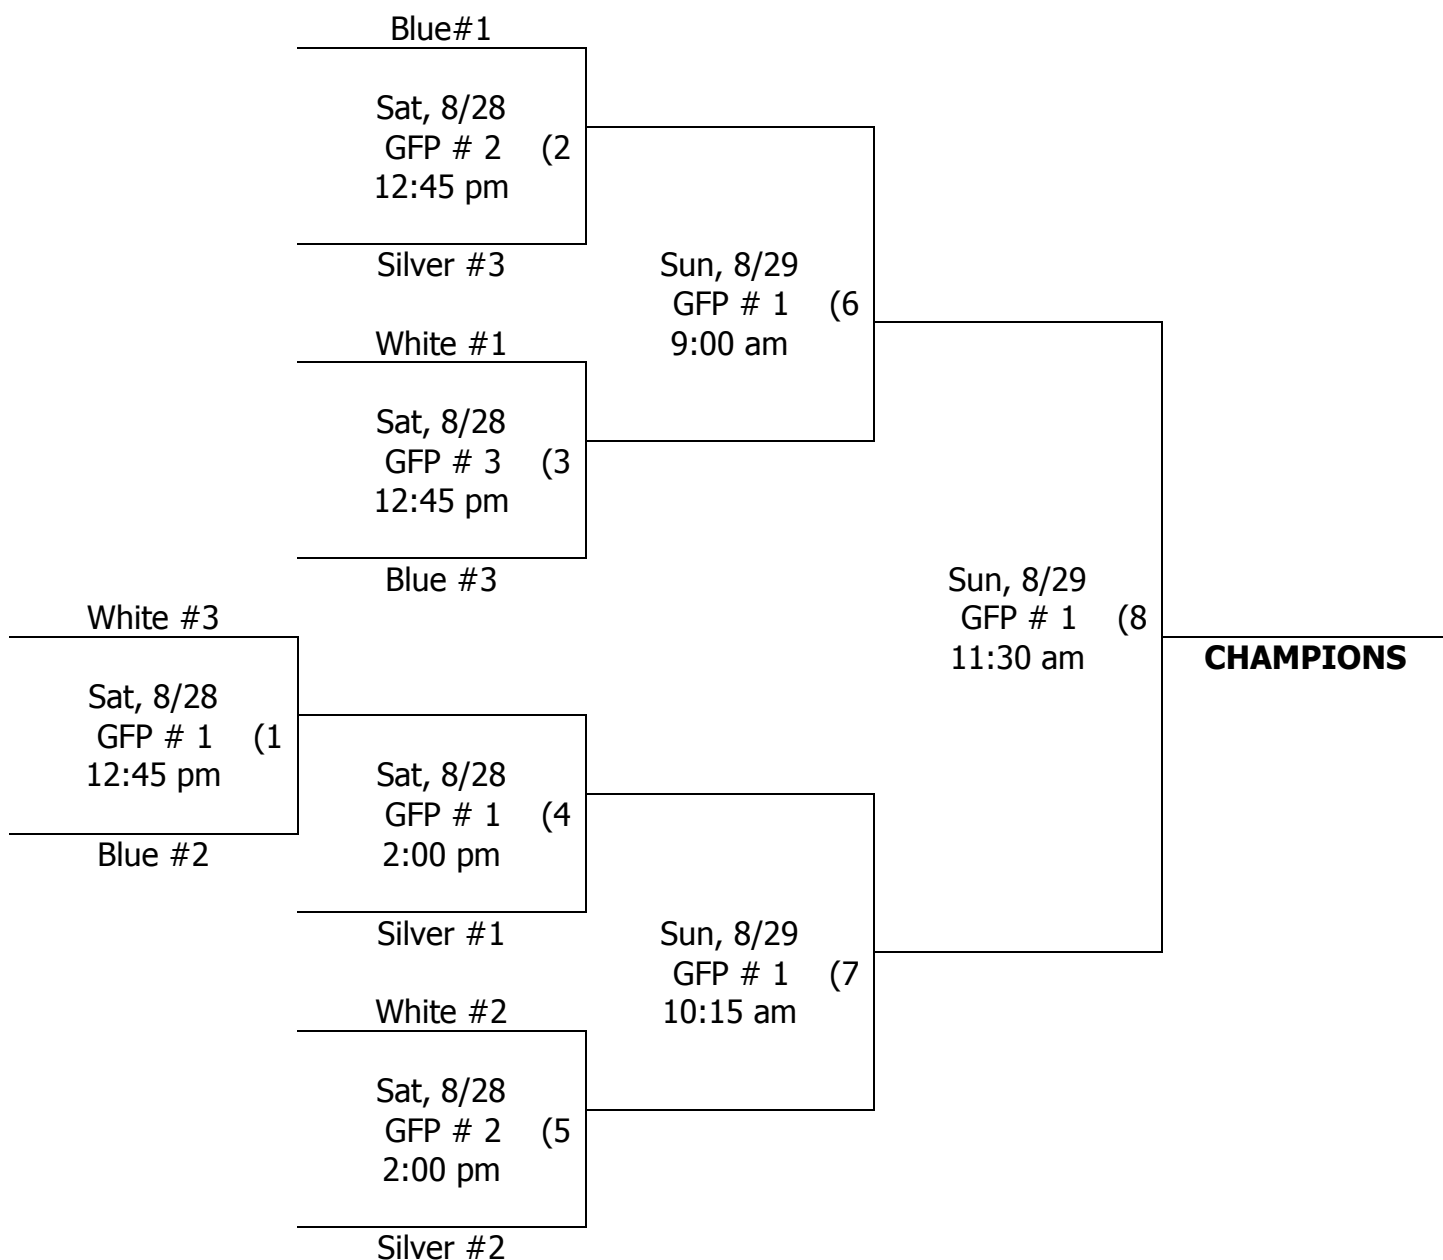 Blue#1
Sat, 8/28
GFP # 2 (2
12:45 pm
Silver #3
White #1
Sat, 8/28
GFP # 3 (3
12:45 pm
Blue #3
White #3
Sat, 8/28
GFP # 1 (1
12:45 pm
Blue #2
Sat, 8/28
GFP # 1 (4
2:00 pm
Silver #1
White #2
Sat, 8/28
GFP # 2 (5
2:00 pm
Silver #2
Sun, 8/29
GFP # 1 (6
9:00 am
Sun, 8/29
GFP # 1 (7
10:15 am
Sun, 8/29
GFP # 1 (8
11:30 am
CHAMPIONS